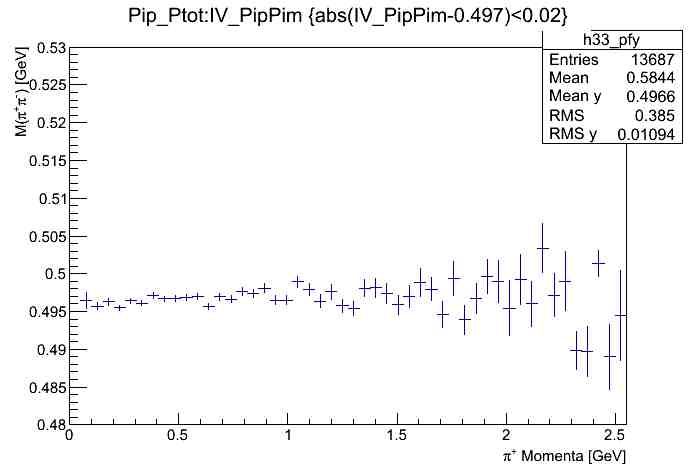 Pip_Ptot:IV_PipPim {abs(IV_PipPim-0.497)<0.02}
h33_pfy
Entries 13687
Mean 0.5844
Mean y 0.4966
RMS 0.385
RMS y 0.01094
M(π⁺π⁻) [GeV]
0.53
0.525
0.52
0.515
0.51
0.505
0.5
0.495
0.49
0.485
0.48
0 0.5 1 1.5 2 2.5
π⁺ Momenta [GeV]